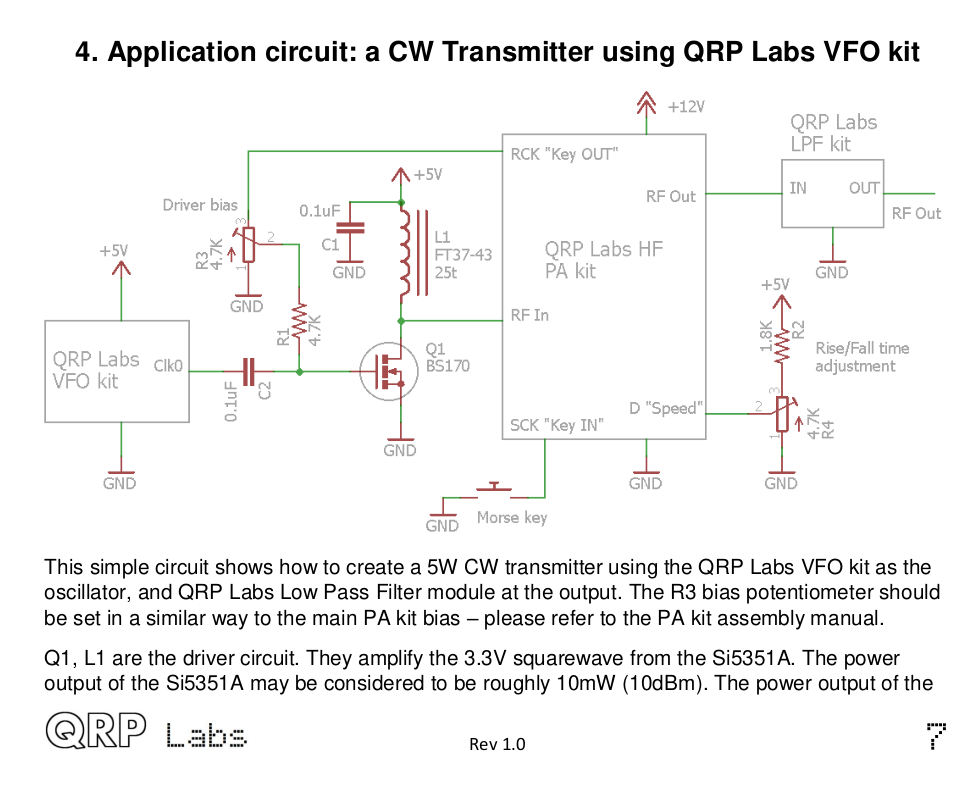 4. Application circuit: a CW Transmitter using QRP Labs VFO kit
+12V
QRP Labs
LPF kit
RCK "Key OUT"
+5V
IN
OUT
RF Out
RF Out
Driver bias
0.1uF
3
2
1
R3
4.7K
C1
L1
FT37-43
25t
GND
GND
QRP Labs HF
PA kit
GND
+5V
+5V
RF In
R1
4.7K
1.8K
R2
Q1
BS170
Rise/Fall time
adjustment
QRP Labs
VFO kit
Clk0
0.1uF
C2
3
2
1
4.7K
R4
D "Speed"
SCK "Key IN"
GND
GND
GND
GND
GND
Morse key
This simple circuit shows how to create a 5W CW transmitter using the QRP Labs VFO kit as the
oscillator, and QRP Labs Low Pass Filter module at the output. The R3 bias potentiometer should
be set in a similar way to the main PA kit bias – please refer to the PA kit assembly manual.
Q1, L1 are the driver circuit. They amplify the 3.3V squarewave from the Si5351A. The power
output of the Si5351A may be considered to be roughly 10mW (10dBm). The power output of the
QRP Labs
Rev 1.0
7